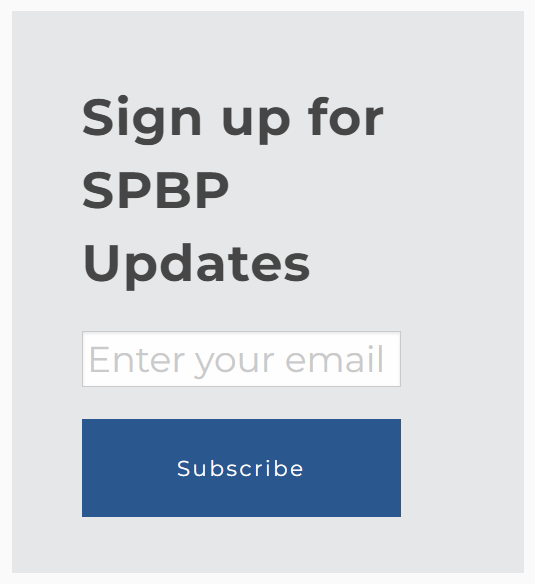 Sign up for
SPBP
Updates
Enter your email
Subscribe